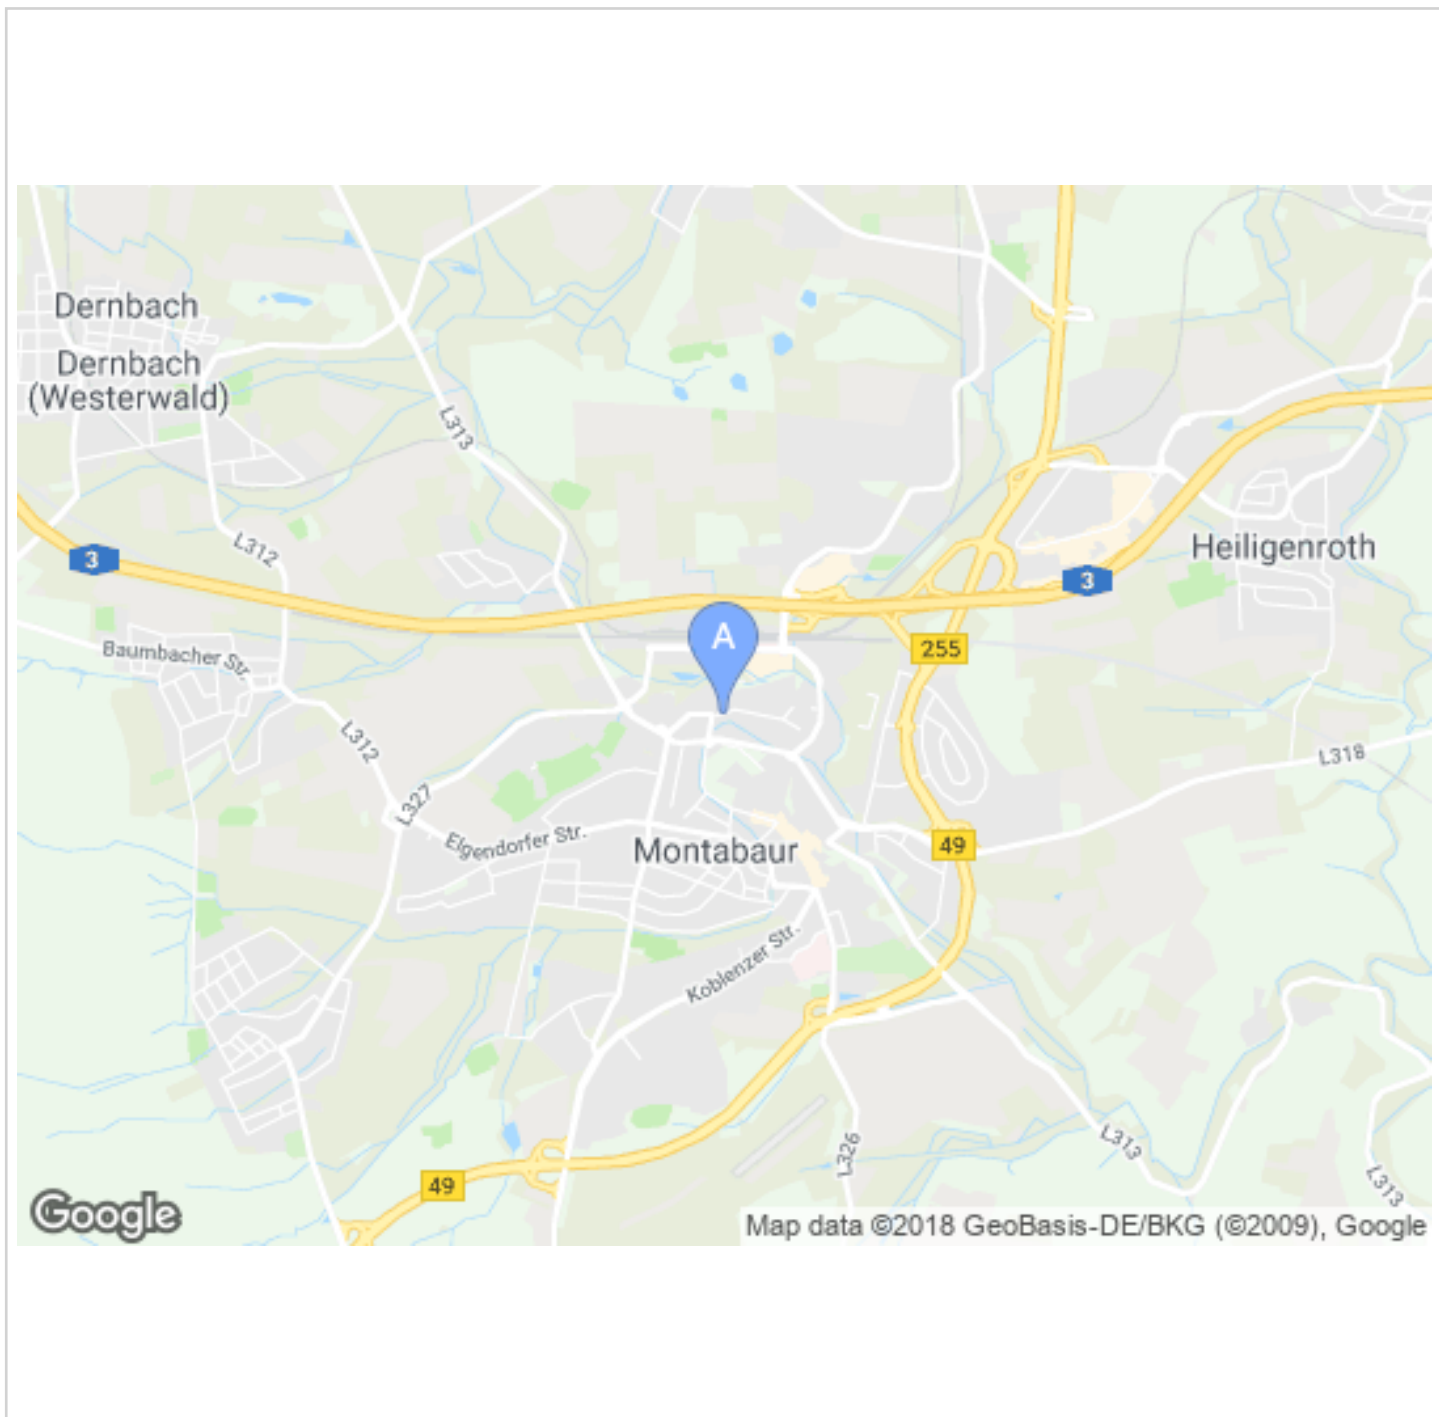 Dernbach
Dernbach
(Westerwald)
L313
L312
3
Heiligenroth
3
A
Baumbacher Str.
255
L312
L318
L327
Elgendorfer Str.
Montabaur
49
Koblenzer Str.
L313
L326
L313
49
Google
Map data ©2018 GeoBasis-DE/BKG (©2009), Google